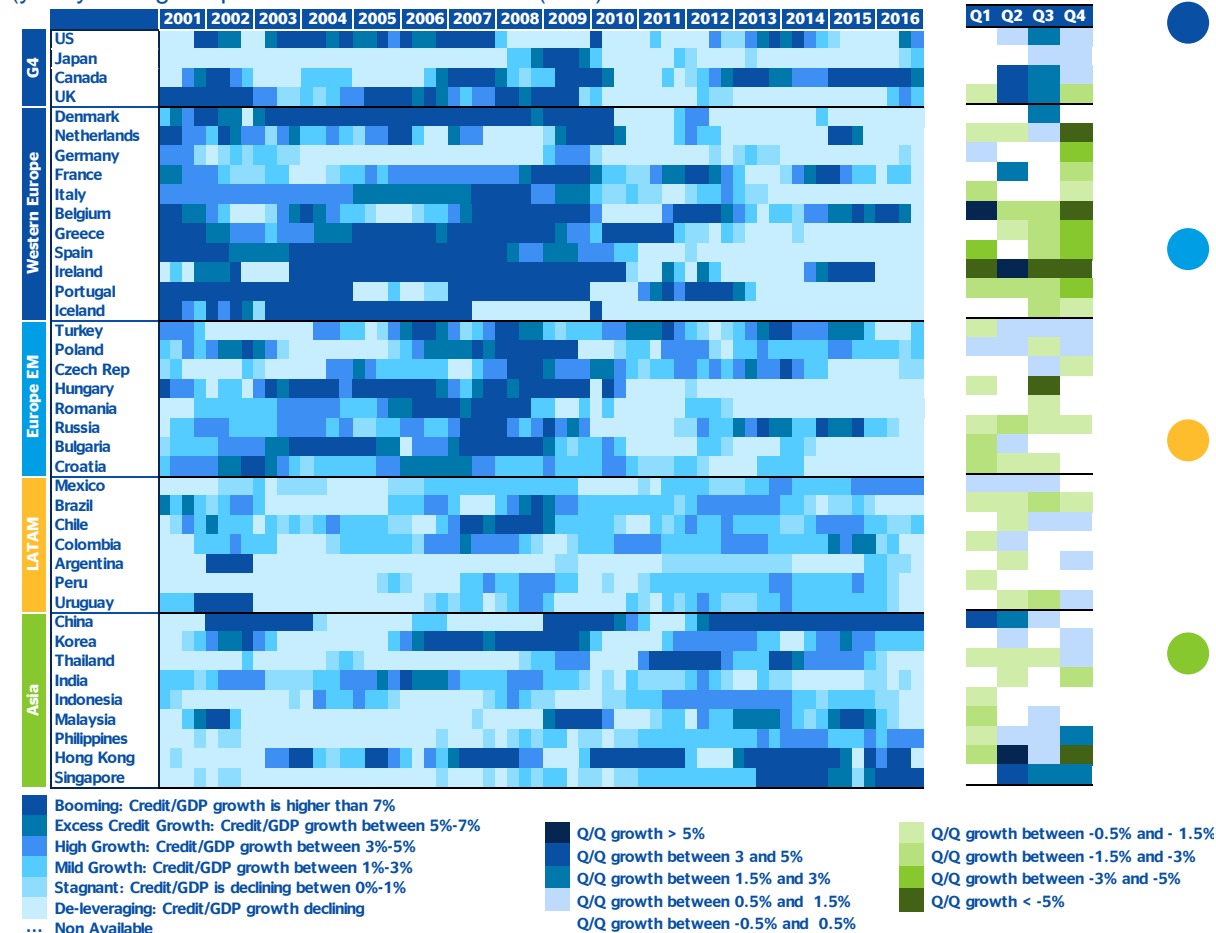 2001 2002 2003 2004 2005 2006 2007 2008 2009 2010 2011 2012 2013 2014 2015 2016
Q1 Q2 Q3 Q4
G4
US
Japan
Canada
UK
Western Europe
Denmark
Netherlands
Germany
France
Italy
Belgium
Greece
Spain
Ireland
Portugal
Iceland
Europe EM
Turkey
Poland
Czech Rep
Hungary
Romania
Russia
Bulgaria
Croatia
LATAM
Mexico
Brazil
Chile
Colombia
Argentina
Peru
Uruguay
Asia
China
Korea
Thailand
India
Indonesia
Malaysia
Philippines
Hong Kong
Singapore
Booming: Credit/GDP growth is higher than 7%
Excess Credit Growth: Credit/GDP growth between 5%-7%
High Growth: Credit/GDP growth between 3%-5%
Mild Growth: Credit/GDP growth between 1%-3%
Stagnant: Credit/GDP is declining betwen 0%-1%
De-leveraging: Credit/GDP growth declining
... Non Available
Q/Q growth > 5%
Q/Q growth between 3 and 5%
Q/Q growth between 1.5% and 3%
Q/Q growth between 0.5% and 1.5%
Q/Q growth between -0.5% and 0.5%
Q/Q growth between -0.5% and - 1.5%
Q/Q growth between -1.5% and -3%
Q/Q growth between -3% and -5%
Q/Q growth < -5%